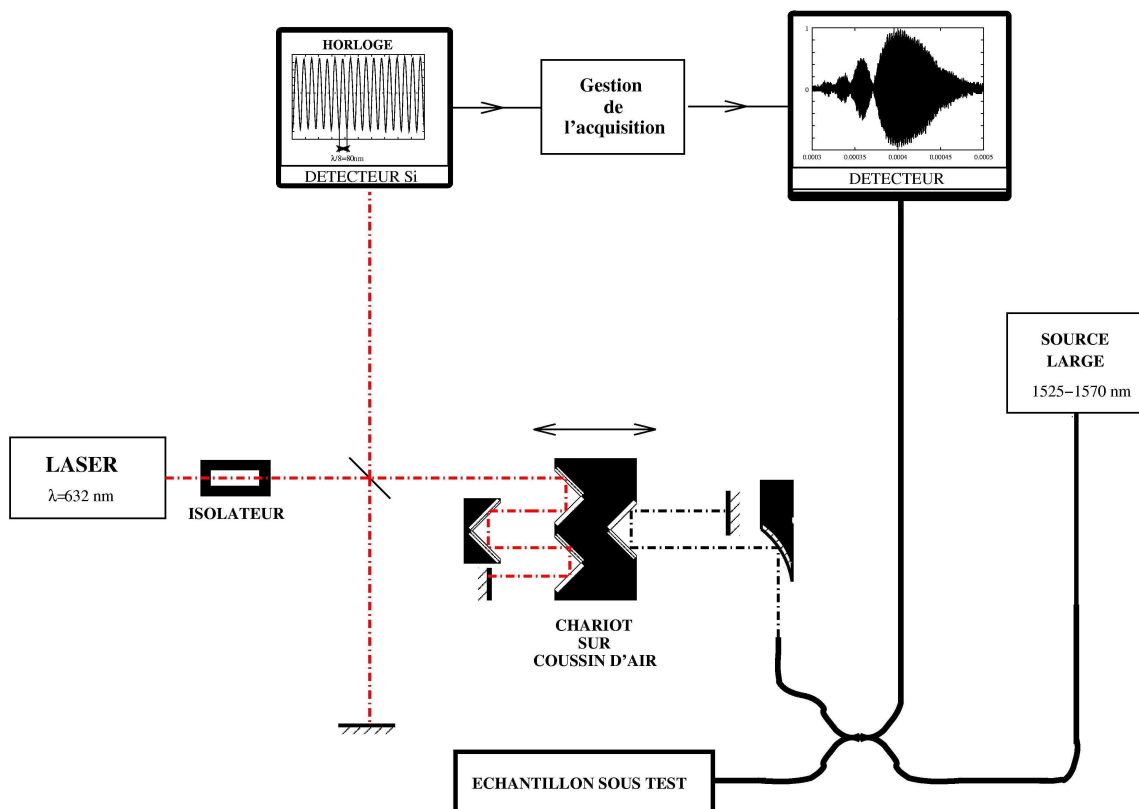 HORLOGE
λ/8=80nm
DETECTEUR Si
Gestion
de
l'acquisition
1
0
0.0003
0.00035
0.0004
0.00045
0.0005
DETECTEUR
SOURCE
LARGE
1525−1570 nm
LASER
λ=632 nm
ISOLATEUR
CHARIOT
SUR
COUSSIN D'AIR
ECHANTILLON SOUS TEST